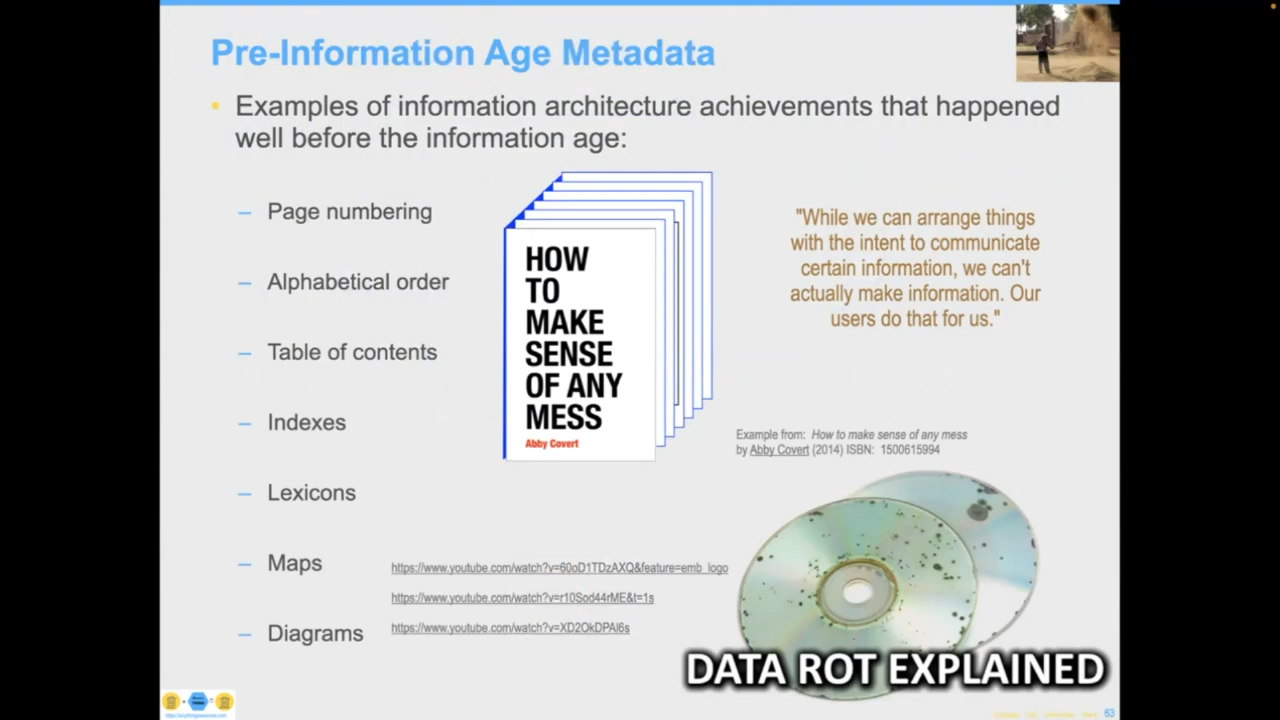 Pre-Information Age Metadata
• Examples of information architecture achievements that happened
well before the information age:
– Page numbering
– Alphabetical order
– Table of contents
– Indexes
– Lexicons
– Maps
– Diagrams
HOW
TO
MAKE
SENSE
OF ANY
MESS
Abby Covert
"While we can arrange things
with the intent to communicate
certain information, we can't
actually make information. Our
users do that for us."
Example from: How to make sense of any mess
by Abby Covert (2014) ISBN: 1500615994
https://www.youtube.com/watch?v=60oD1TDzAXQ&feature=emb_logo
https://www.youtube.com/watch?v=r10Sod44rME&t=1s
https://www.youtube.com/watch?v=XD2OkDPAl6s
DATA ROT EXPLAINED
63